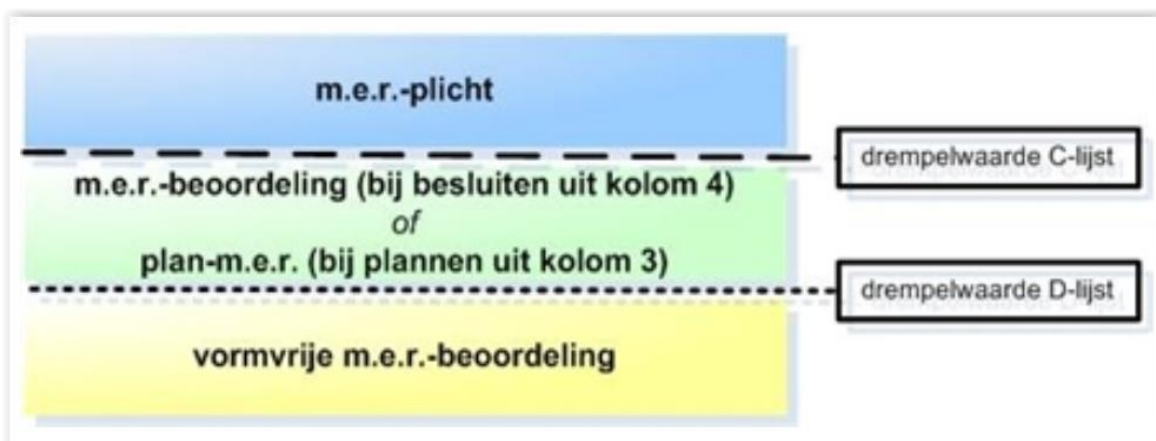 m.e.r.-plicht
drempelwaarde C-lijst
m.e.r.-beoordeling (bij besluiten uit kolom 4)
of
plan-m.e.r. (bij plannen uit kolom 3)
drempelwaarde D-lijst
vormvrije m.e.r.-beoordeling